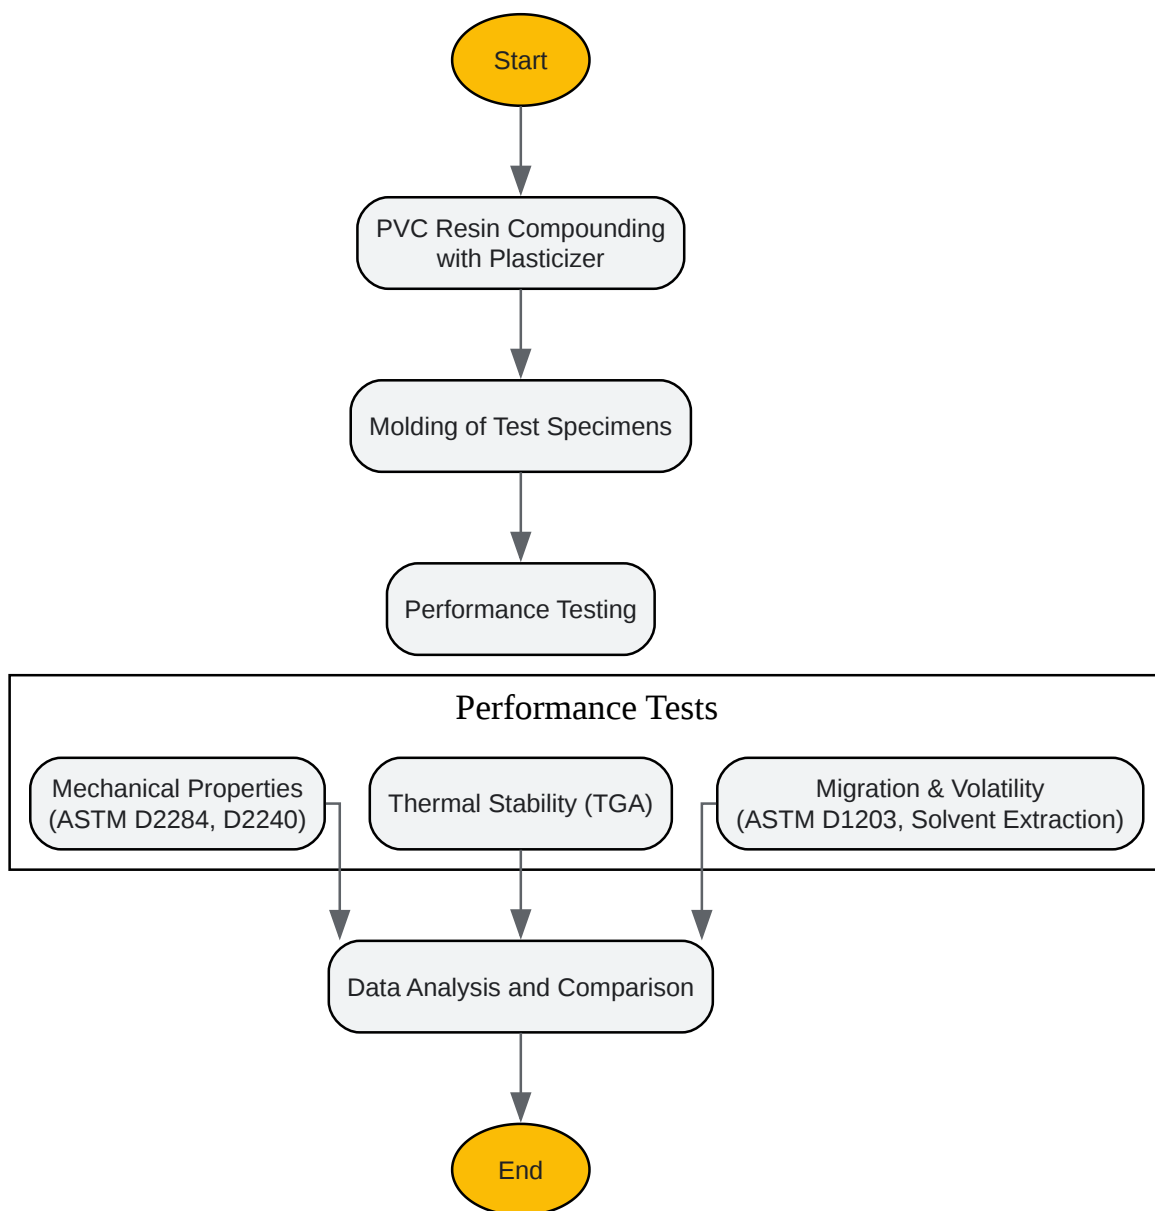 Start
PVC Resin Compounding
with Plasticizer
Molding of Test Specimens
Performance Testing
Performance Tests
Mechanical Properties
(ASTM D2284, D2240)
Thermal Stability (TGA)
Migration & Volatility
(ASTM D1203, Solvent Extraction)
Data Analysis and Comparison
End